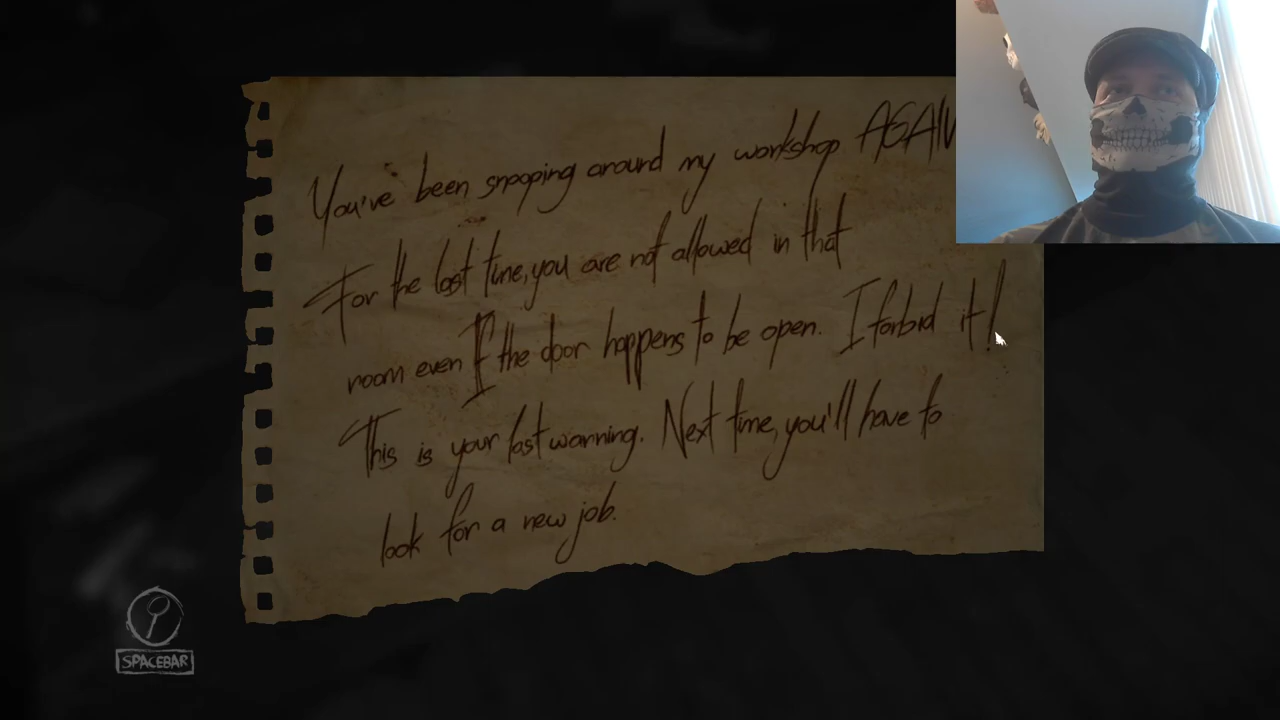 You've been snooping around my workshop AGAIN
For the last time, you are not allowed in that
room even If the door happens to be open. I forbid it!
This is your last warning. Next time, you'll have to
look for a new job.
SPACEBAR